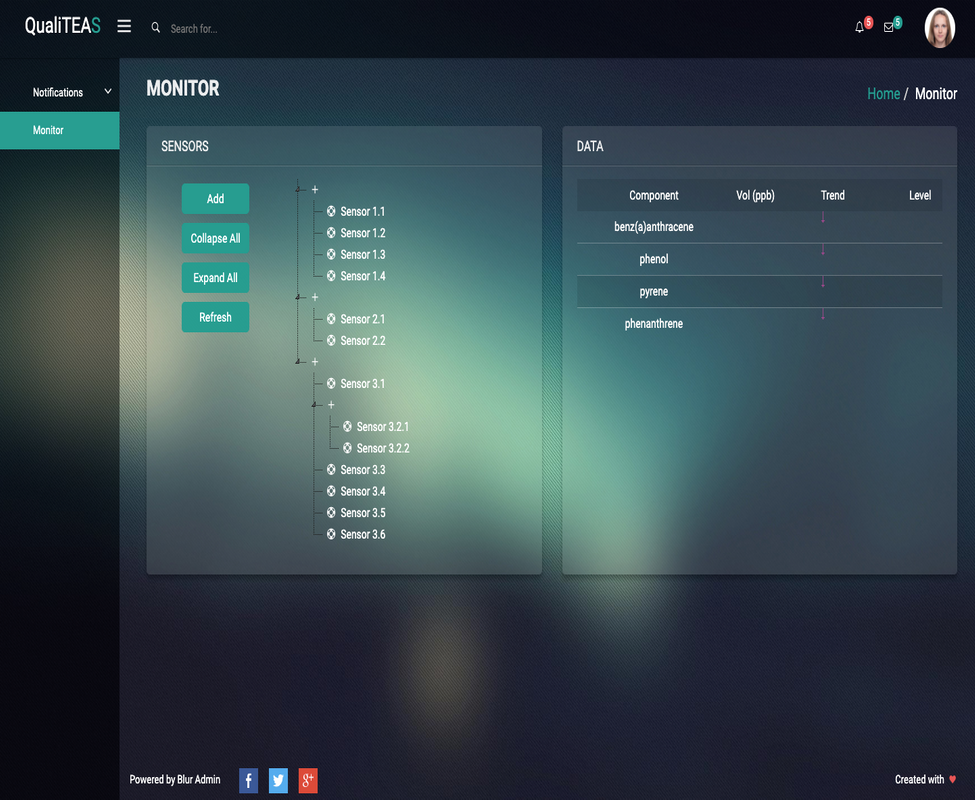 QualiTEAS
Search for...
5
5
Notifications
Monitor
MONITOR
Home / Monitor
SENSORS
Add
Collapse All
Expand All
Refresh
+
Sensor 1.1
Sensor 1.2
Sensor 1.3
Sensor 1.4
+
Sensor 2.1
Sensor 2.2
+
Sensor 3.1
+
Sensor 3.2.1
Sensor 3.2.2
Sensor 3.3
Sensor 3.4
Sensor 3.5
Sensor 3.6
DATA
Component Vol (ppb) Trend Level
benz(a)anthracene
phenol
pyrene
phenanthrene
Powered by Blur Admin
f
g+
Created with